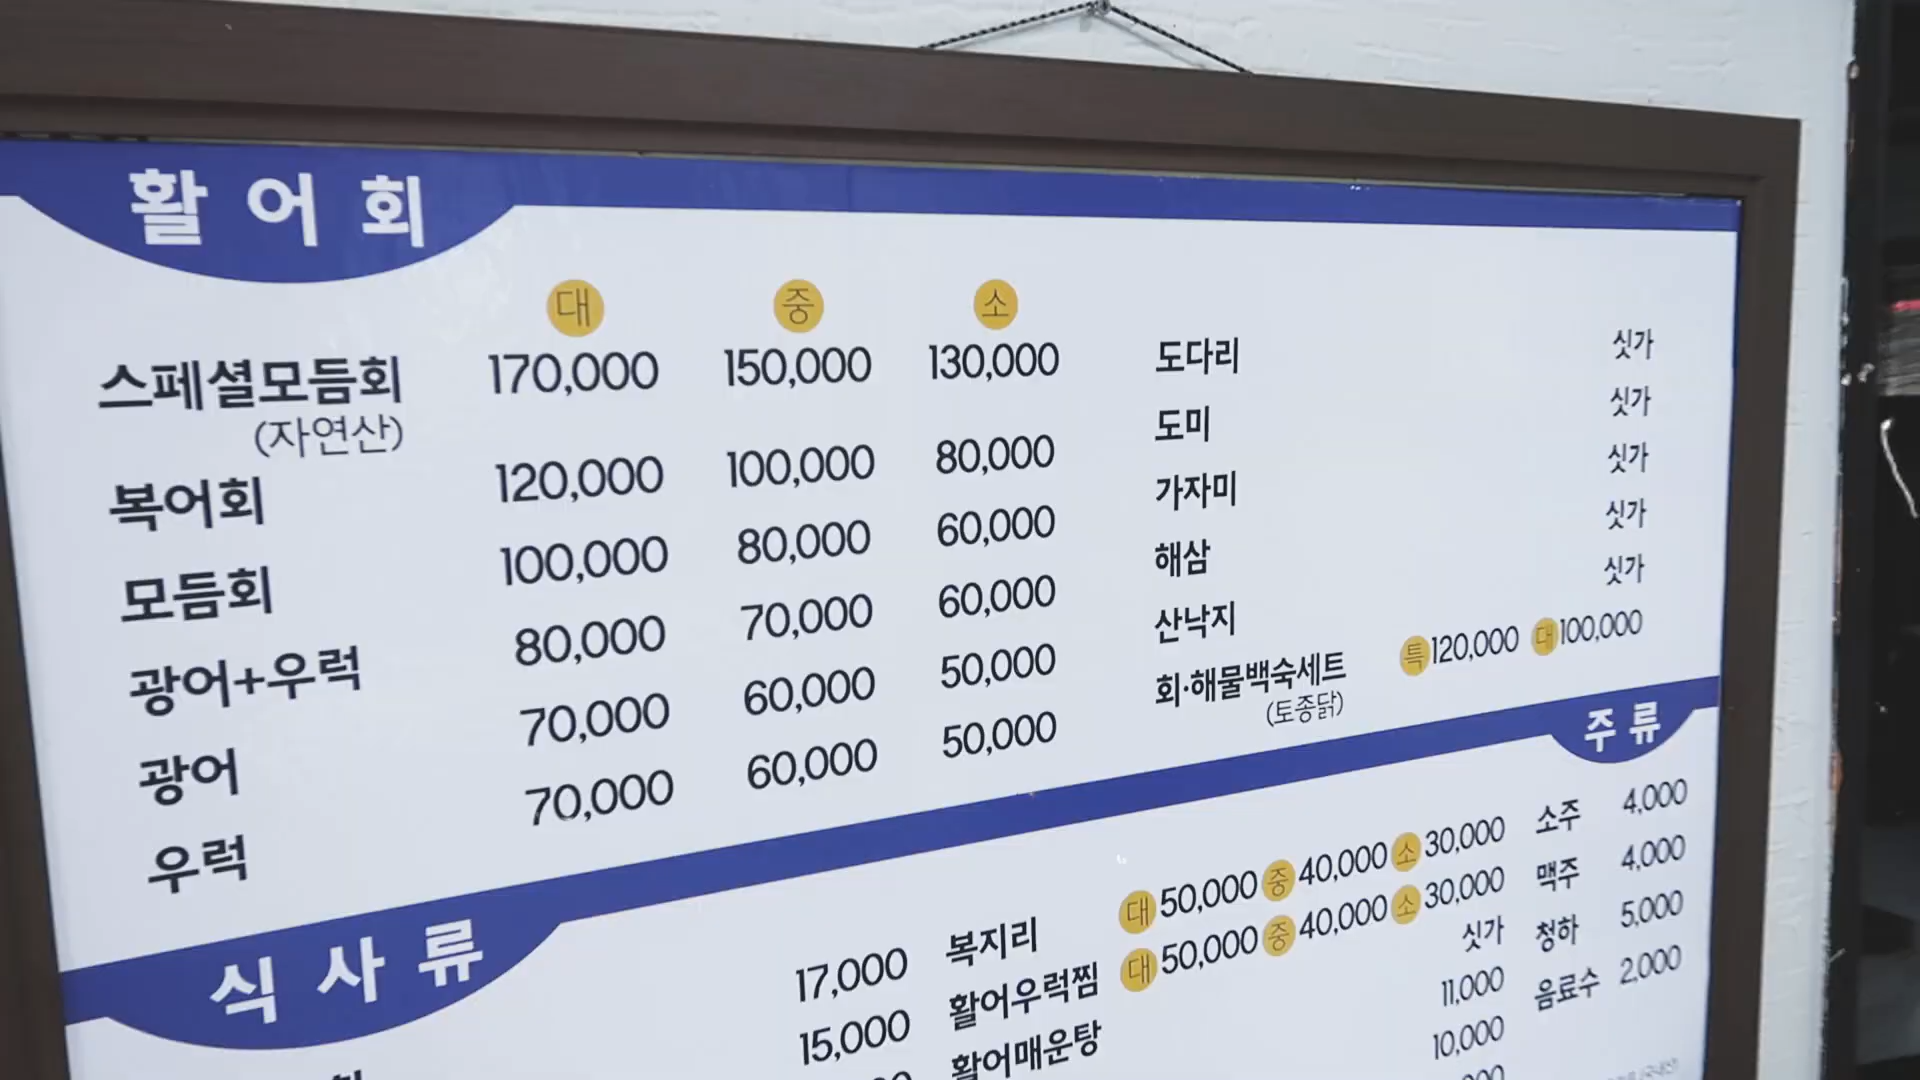 활어회
대 중 소
스페셜모듬회 170,000 150,000 130,000
(자연산)
복어회 120,000 100,000 80,000
모듬회 100,000 80,000 60,000
광어+우럭 80,000 70,000 60,000
광어 70,000 60,000 50,000
우럭 70,000 60,000 50,000
도다리 싯가
도미 싯가
가자미 싯가
해삼 싯가
산낙지 싯가
회·해물백숙세트 특 120,000 대 100,000
(토종닭)
식사류
17,000
15,000
복지리 대 50,000 중 40,000 소 30,000
활어우럭찜 대 50,000 중 40,000 소 30,000
활어매운탕 싯가
11,000
10,000
주류
소주 4,000
맥주 4,000
청하 5,000
음료수 2,000